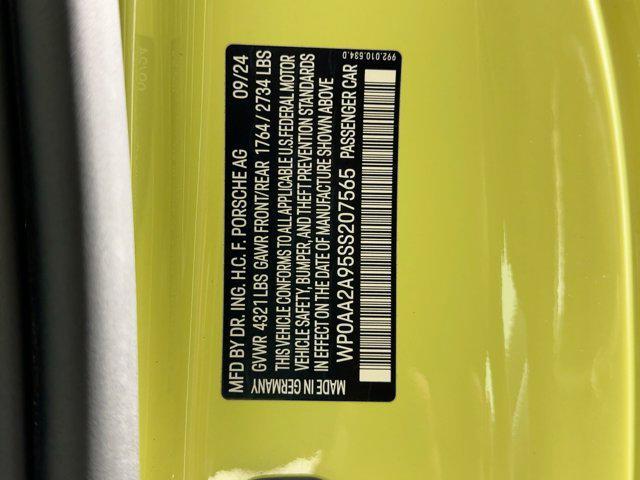 MFD BY DR. ING. H.C. F. PORSCHE AG 09/24
GVWR 4321 LBS GAWR FRONT/REAR 1764 / 2734 LBS
THIS VEHICLE CONFORMS TO ALL APPLICABLE U.S.FEDERAL MOTOR
VEHICLE SAFETY, BUMPER, AND THEFT PREVENTION STANDARDS
IN EFFECT ON THE DATE OF MANUFACTURE SHOWN ABOVE
WP0AA2A95SS207565 PASSENGER CAR
MADE IN GERMANY
992.010.534.0